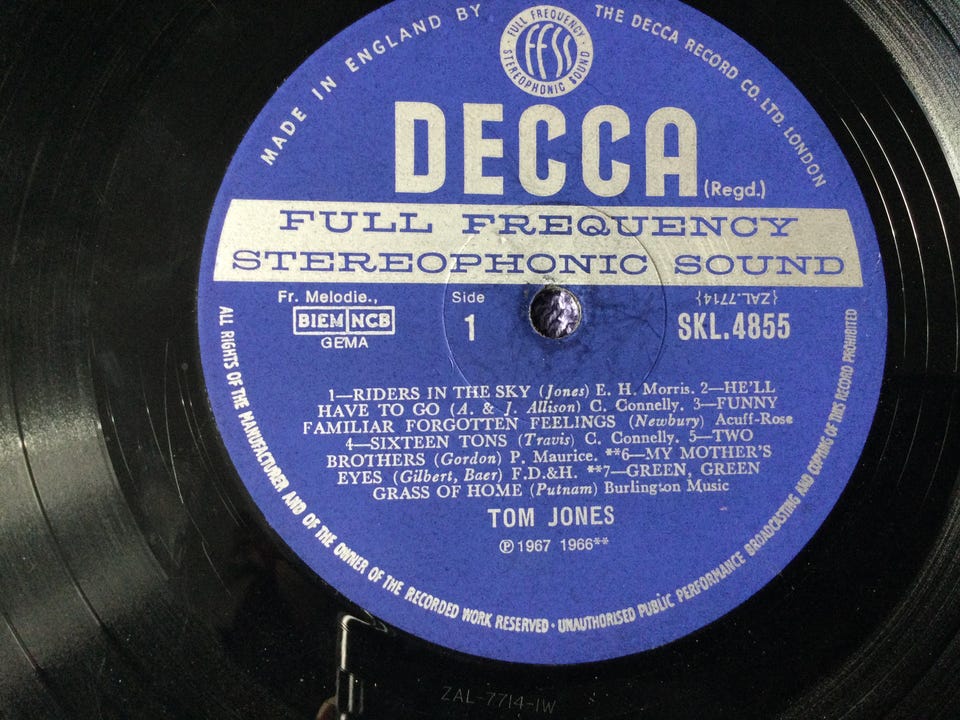 MADE IN ENGLAND BY THE DECCA RECORD CO. LTD. LONDON
· FULL FREQUENCY · STEREOPHONIC SOUND
FFSS
DECCA (Regd.)
FULL FREQUENCY
STEREOPHONIC SOUND
Fr. Melodie.,
BIEM NCB
GEMA
Side
1
{ZAL.7714}
SKL.4855
1—RIDERS IN THE SKY (Jones) E. H. Morris. 2—HE'LL
HAVE TO GO (A. & J. Allison) C. Connelly. 3—FUNNY
FAMILIAR FORGOTTEN FEELINGS (Newbury) Acuff-Rose
4—SIXTEEN TONS (Travis) C. Connelly. 5—TWO
BROTHERS (Gordon) P. Maurice. **6—MY MOTHER'S
EYES (Gilbert, Baer) F.D.&H. **7—GREEN, GREEN
GRASS OF HOME (Putnam) Burlington Music
TOM JONES
℗ 1967 1966**
ALL RIGHTS OF THE MANUFACTURER AND OF THE OWNER OF THE RECORDED WORK RESERVED · UNAUTHORISED PUBLIC PERFORMANCE BROADCASTING AND COPYING OF THIS RECORD PROHIBITED
ZAL-7714-1W